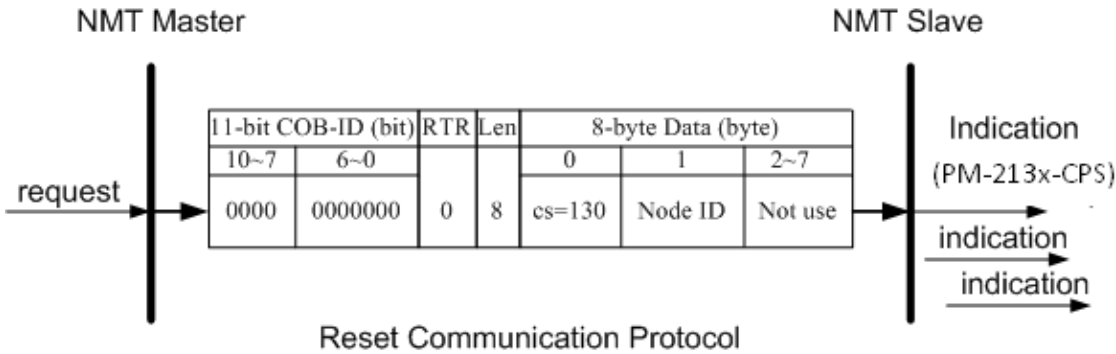 NMT Master
NMT Slave
11-bit COB-ID (bit) RTR Len 8-byte Data (byte)
10~7 6~0 0 1 2~7
0000 0000000 0 8 cs=130 Node ID Not use
request
Indication
(PM-213x-CPS)
indication
indication
Reset Communication Protocol